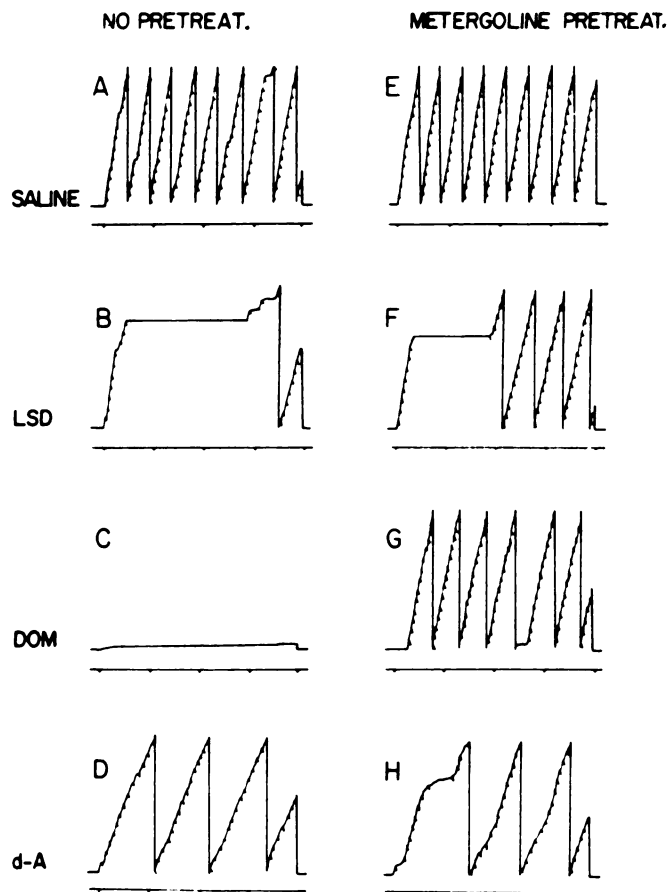 NO PRETREAT. METERGOLINE PRETREAT.
A E
SALINE
B F
LSD
C G
DOM
D H
d-A